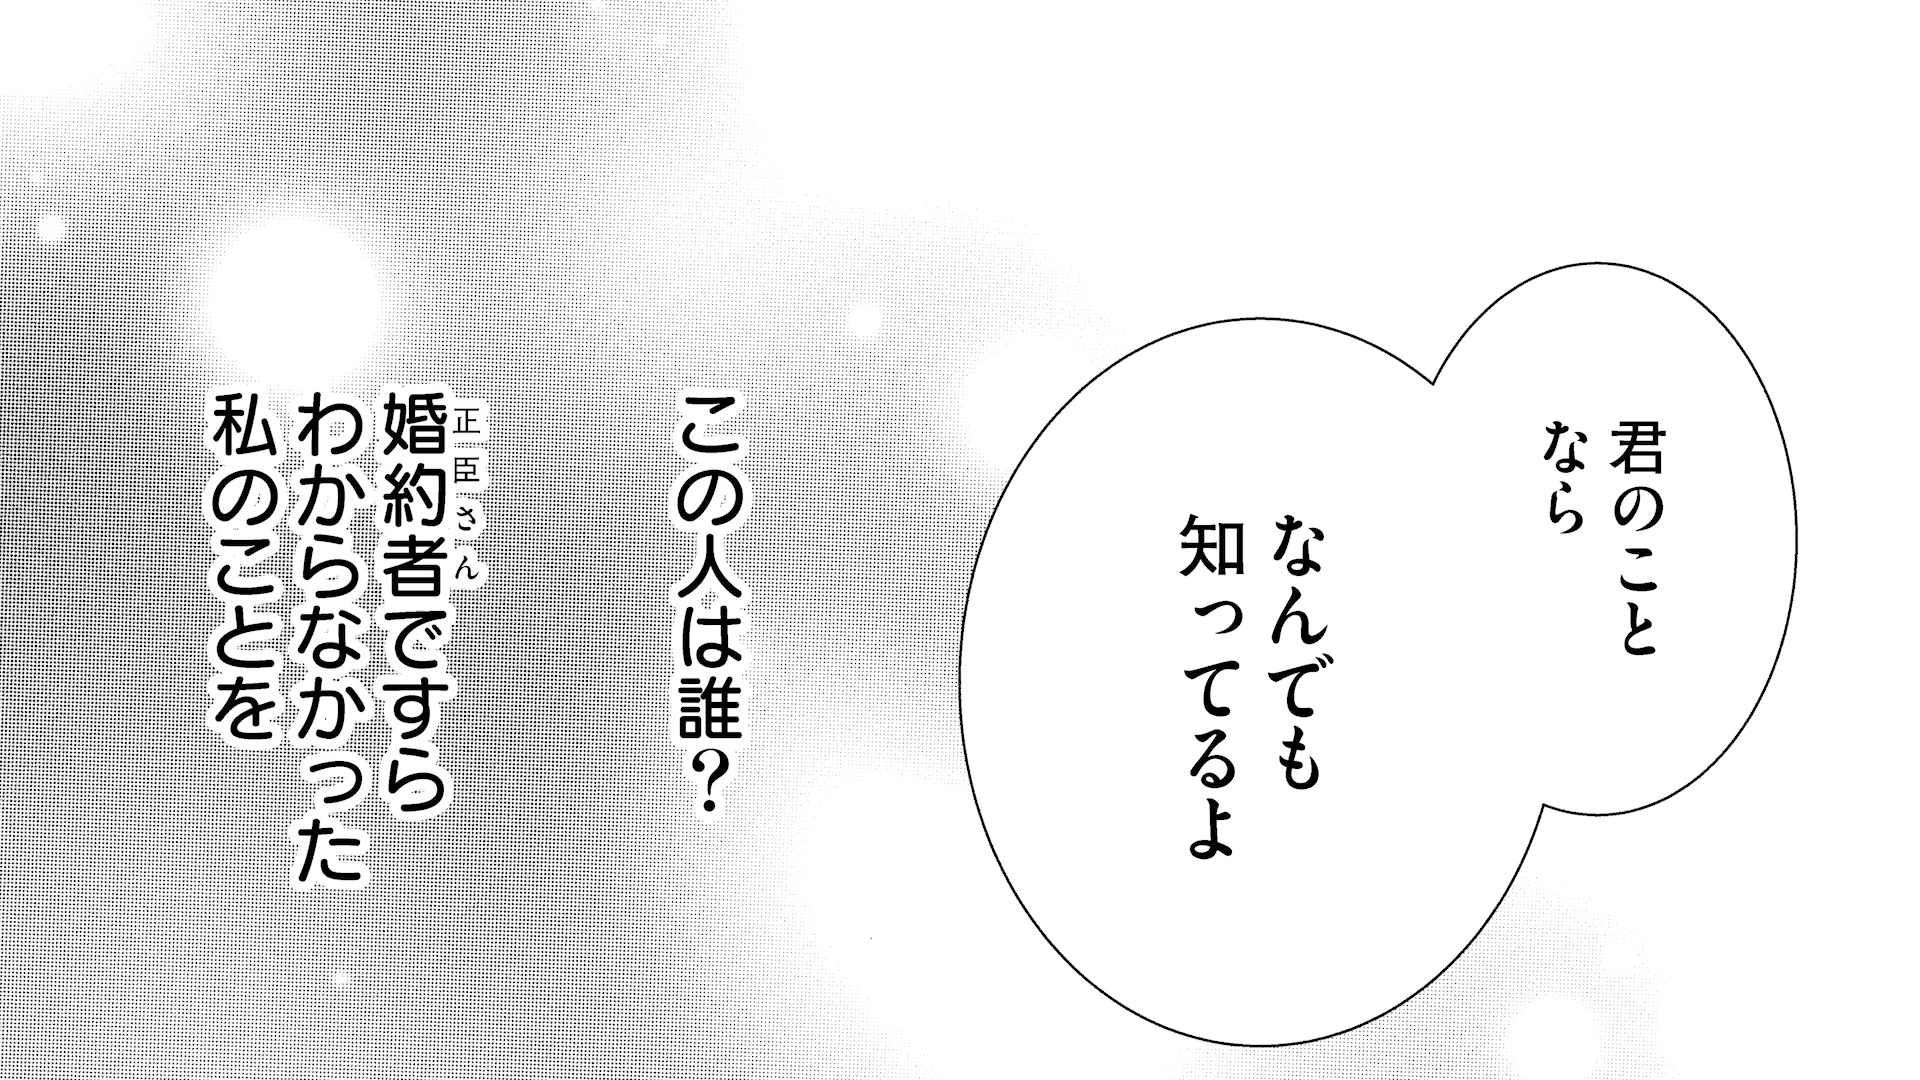 君のこと
なら
なんでも
知ってるよ
この人は誰？
正臣さん
婚約者ですら
わからなかった
私のことを